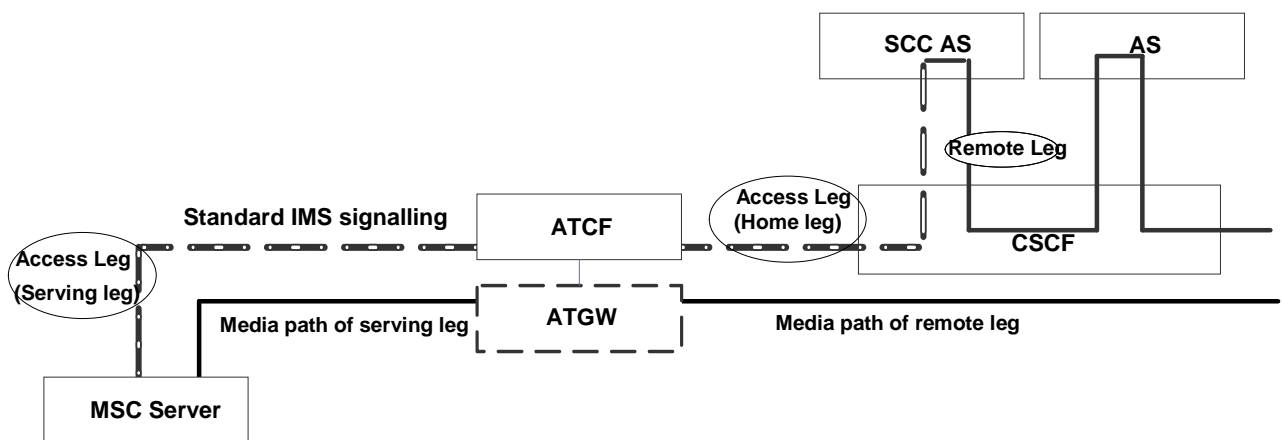 SCC AS
AS
Remote Leg
Access Leg
(Home leg)
Standard IMS signalling
ATCF
CSCF
Access Leg
(Serving leg)
Media path of serving leg
ATGW
Media path of remote leg
MSC Server